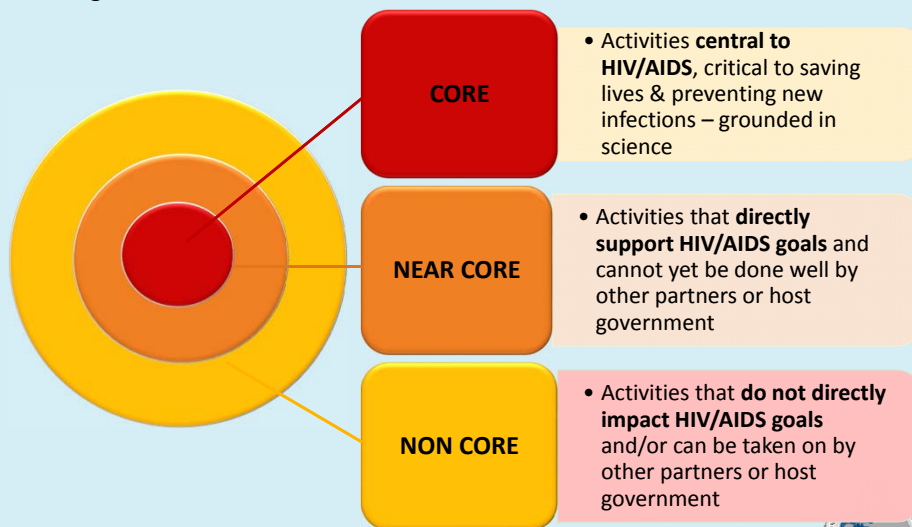 CORE
• Activities central to
HIV/AIDS, critical to saving
lives & preventing new
infections – grounded in
science
NEAR CORE
• Activities that directly
support HIV/AIDS goals and
cannot yet be done well by
other partners or host
government
NON CORE
• Activities that do not directly
impact HIV/AIDS goals
and/or can be taken on by
other partners or host
government